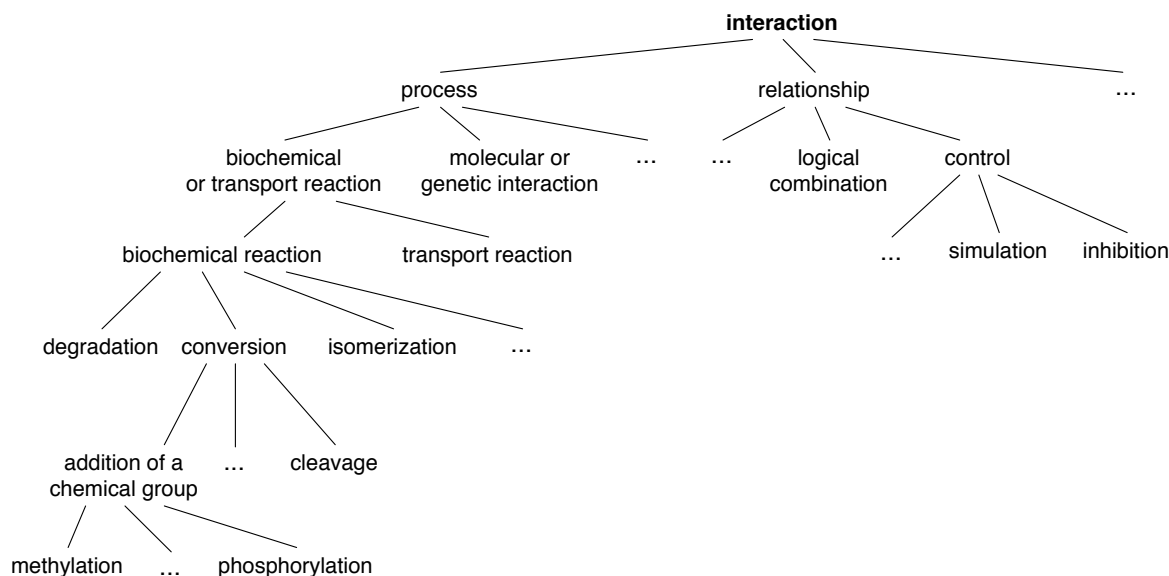 interaction
process
relationship
...
biochemical
or transport reaction
molecular or
genetic interaction
...
...
logical
combination
control
biochemical reaction
transport reaction
...
simulation
inhibition
degradation
conversion
isomerization
...
addition of a
chemical group
...
cleavage
methylation
...
phosphorylation